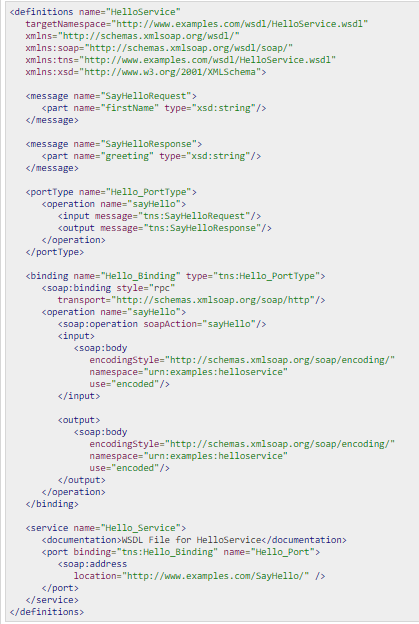 <definitions name="HelloService"
targetNamespace="http://www.examples.com/wsdl/HelloService.wsdl"
xmlns="http://schemas.xmlsoap.org/wsdl/"
xmlns:soap="http://schemas.xmlsoap.org/wsdl/soap/"
xmlns:tns="http://www.examples.com/wsdl/HelloService.wsdl"
xmlns:xsd="http://www.w3.org/2001/XMLSchema">
<message name="SayHelloRequest">
<part name="firstName" type="xsd:string"/>
</message>
<message name="SayHelloResponse">
<part name="greeting" type="xsd:string"/>
</message>
<portType name="Hello_PortType">
<operation name="sayHello">
<input message="tns:SayHelloRequest"/>
<output message="tns:SayHelloResponse"/>
</operation>
</portType>
<binding name="Hello_Binding" type="tns:Hello_PortType">
<soap:binding style="rpc"
transport="http://schemas.xmlsoap.org/soap/http"/>
<operation name="sayHello">
<soap:operation soapAction="sayHello"/>
<input>
<soap:body
encodingStyle="http://schemas.xmlsoap.org/soap/encoding/"
namespace="urn:examples:helloservice"
use="encoded"/>
</input>
<output>
<soap:body
encodingStyle="http://schemas.xmlsoap.org/soap/encoding/"
namespace="urn:examples:helloservice"
use="encoded"/>
</output>
</operation>
</binding>
<service name="Hello_Service">
<documentation>WSDL File for HelloService</documentation>
<port binding="tns:Hello_Binding" name="Hello_Port">
<soap:address
location="http://www.examples.com/SayHello/" />
</port>
</service>
</definitions>